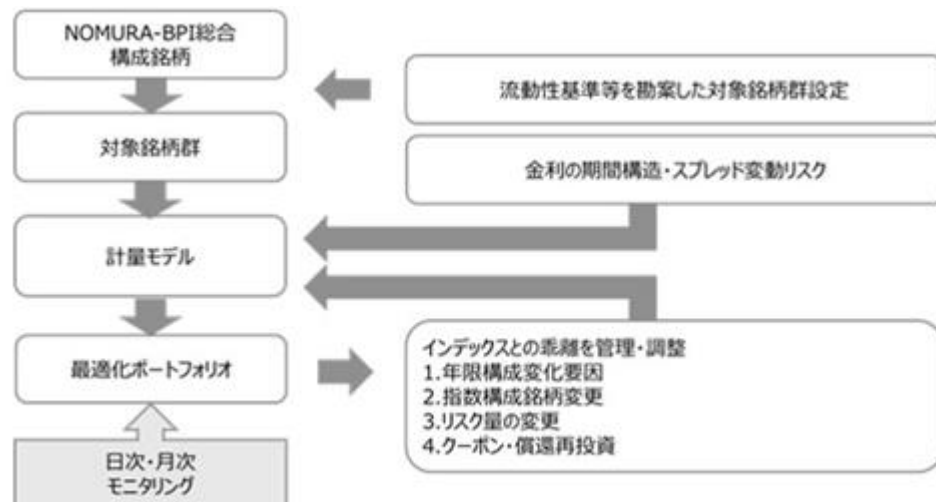 NOMURA-BPI総合
構成銘柄
流動性基準等を勘案した対象銘柄群設定
対象銘柄群
金利の期間構造・スプレッド変動リスク
計量モデル
最適化ポートフォリオ
インデックスとの乖離を管理・調整
1.年限構成変化要因
2.指数構成銘柄変更
3.リスク量の変更
4.クーポン・償還再投資
日次・月次
モニタリング